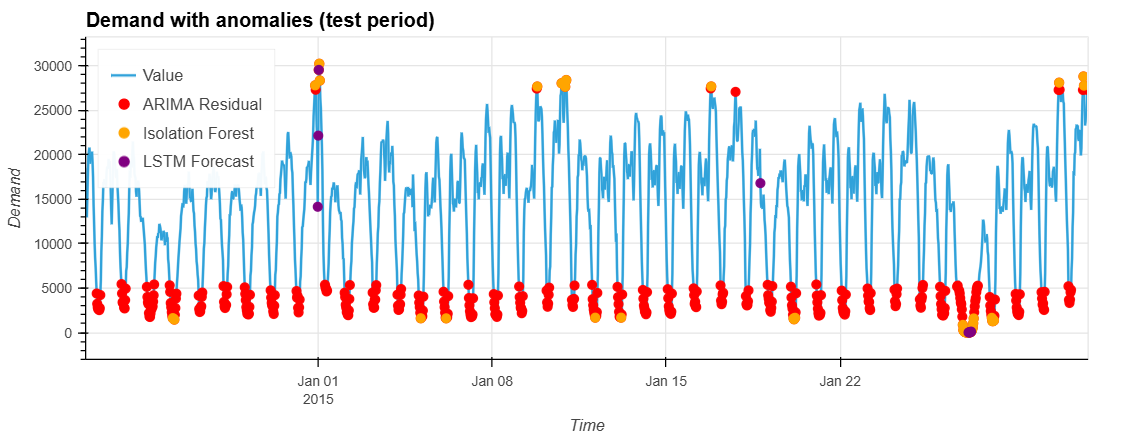 Demand with anomalies (test period)
Value
ARIMA Residual
Isolation Forest
LSTM Forecast
30000
25000
20000
15000
10000
5000
0
Demand
Jan 01
2015
Jan 08
Jan 15
Jan 22
Time